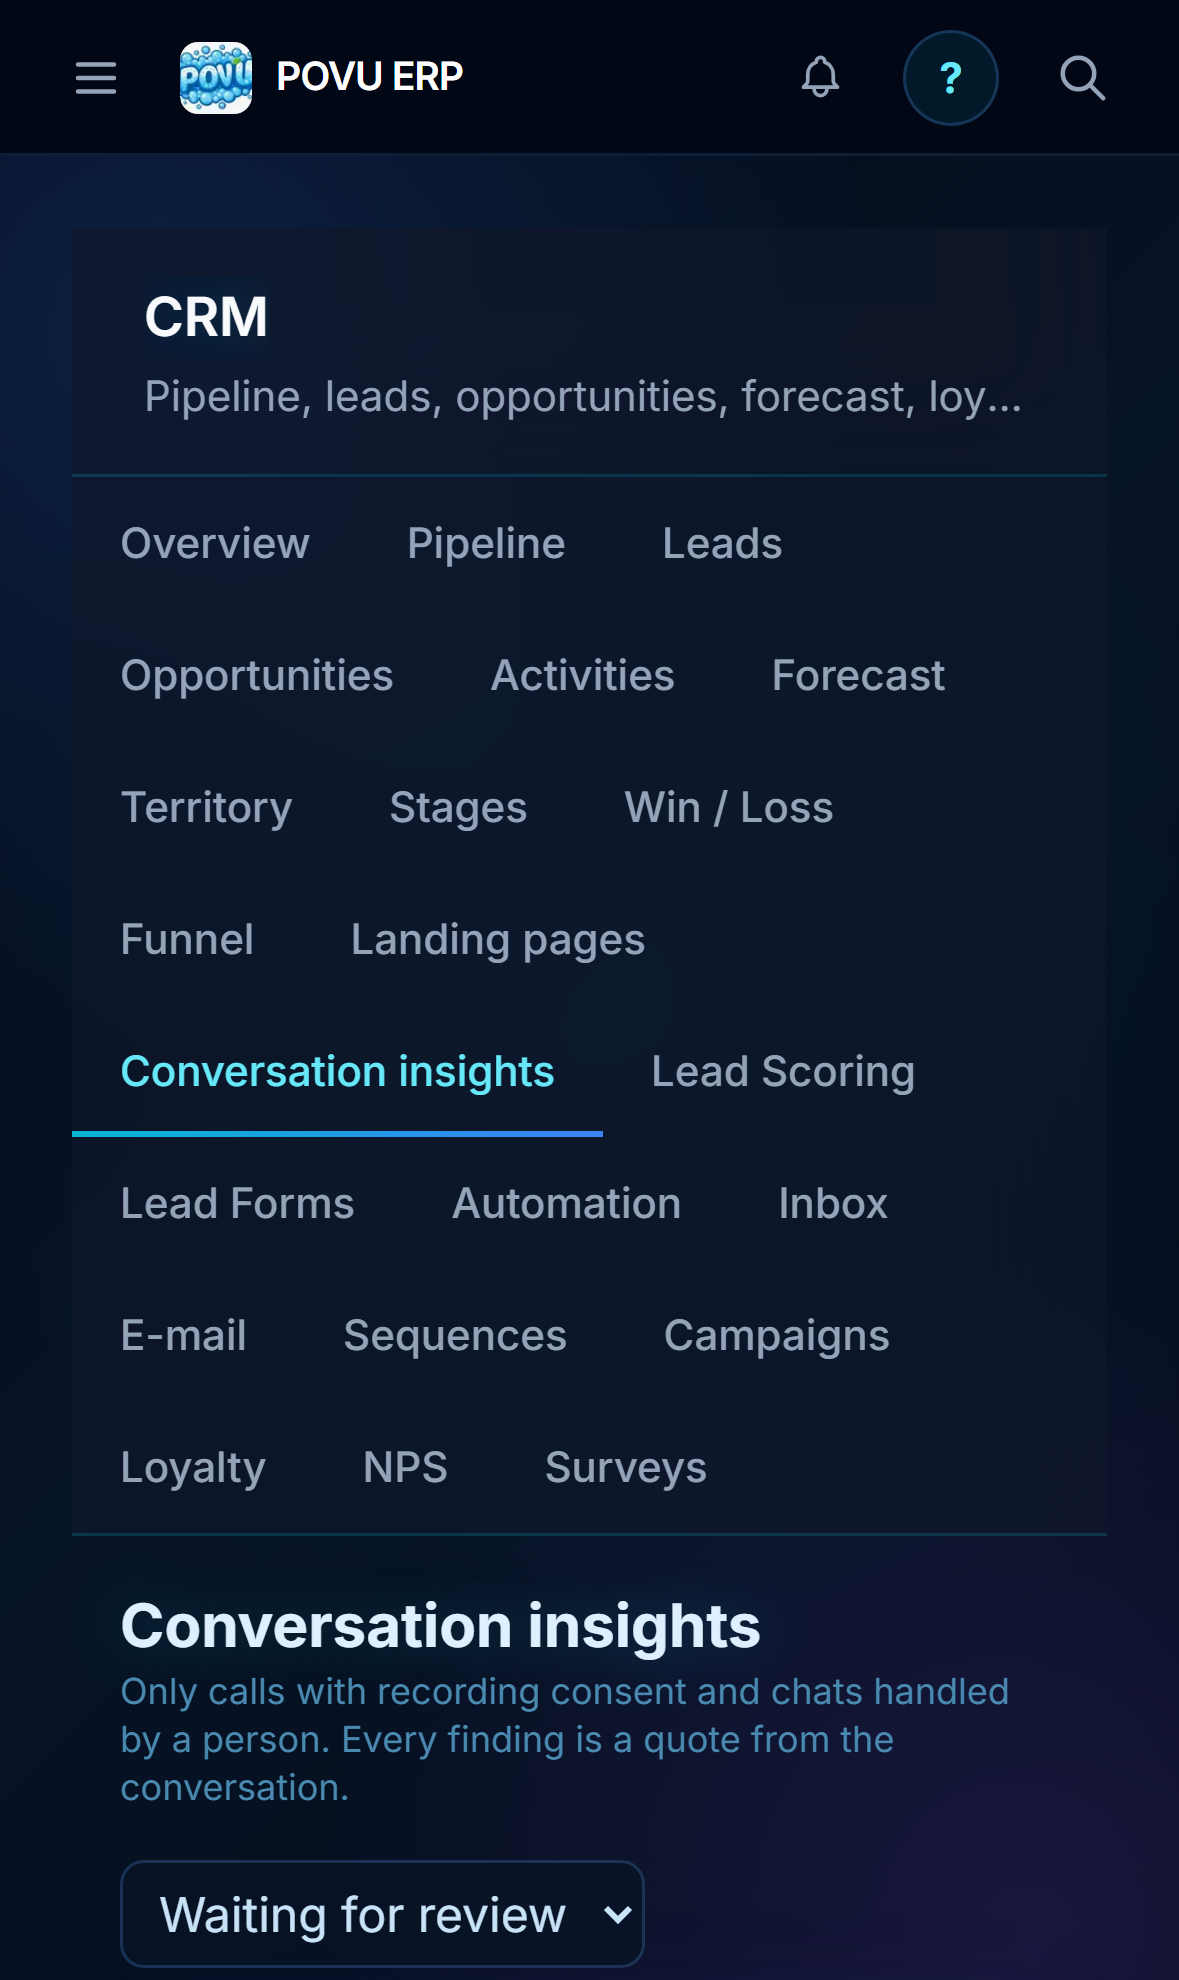 POVU POVU ERP ?
CRM
Pipeline, leads, opportunities, forecast, loy...
Overview Pipeline Leads
Opportunities Activities Forecast
Territory Stages Win / Loss
Funnel Landing pages
Conversation insights Lead Scoring
Lead Forms Automation Inbox
E-mail Sequences Campaigns
Loyalty NPS Surveys
Conversation insights
Only calls with recording consent and chats handled
by a person. Every finding is a quote from the
conversation.
Waiting for review